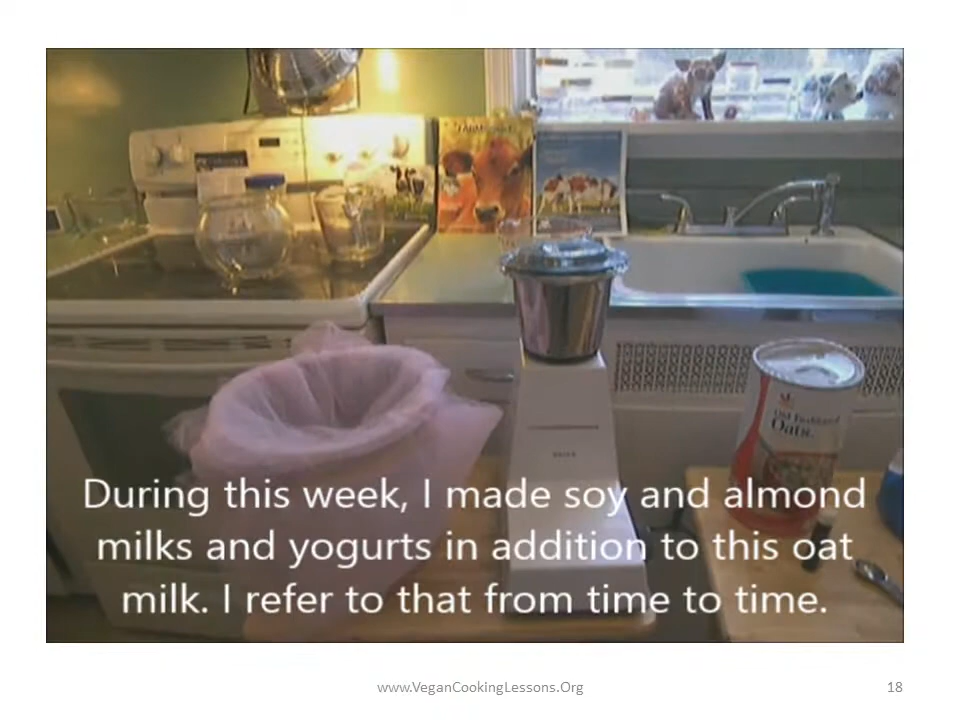 Old Fashioned
Oats.
During this week, I made soy and almond
milks and yogurts in addition to this oat
milk. I refer to that from time to time.
www.VeganCookingLessons.Org
18